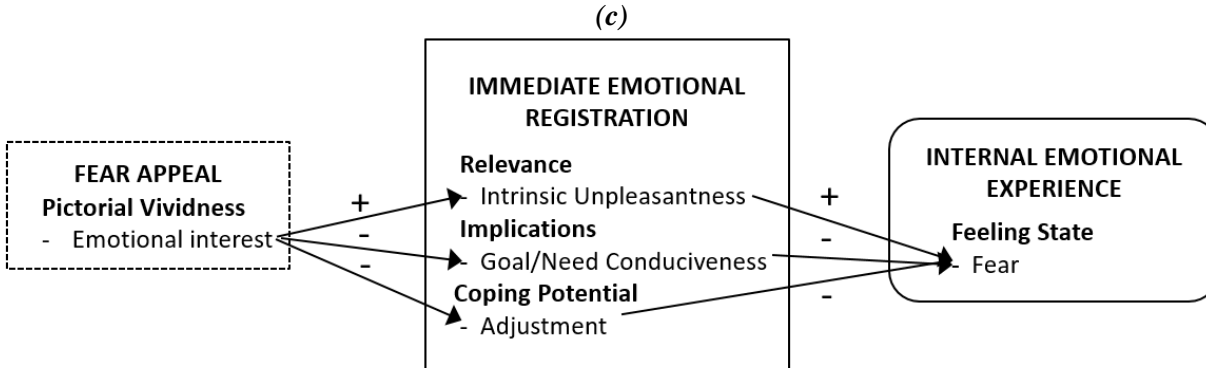 (c)
FEAR APPEAL
Pictorial Vividness
- Emotional interest
+
-
-
IMMEDIATE EMOTIONAL
REGISTRATION
Relevance
- Intrinsic Unpleasantness
Implications
- Goal/Need Conduciveness
Coping Potential
- Adjustment
+
-
-
INTERNAL EMOTIONAL
EXPERIENCE
Feeling State
- Fear